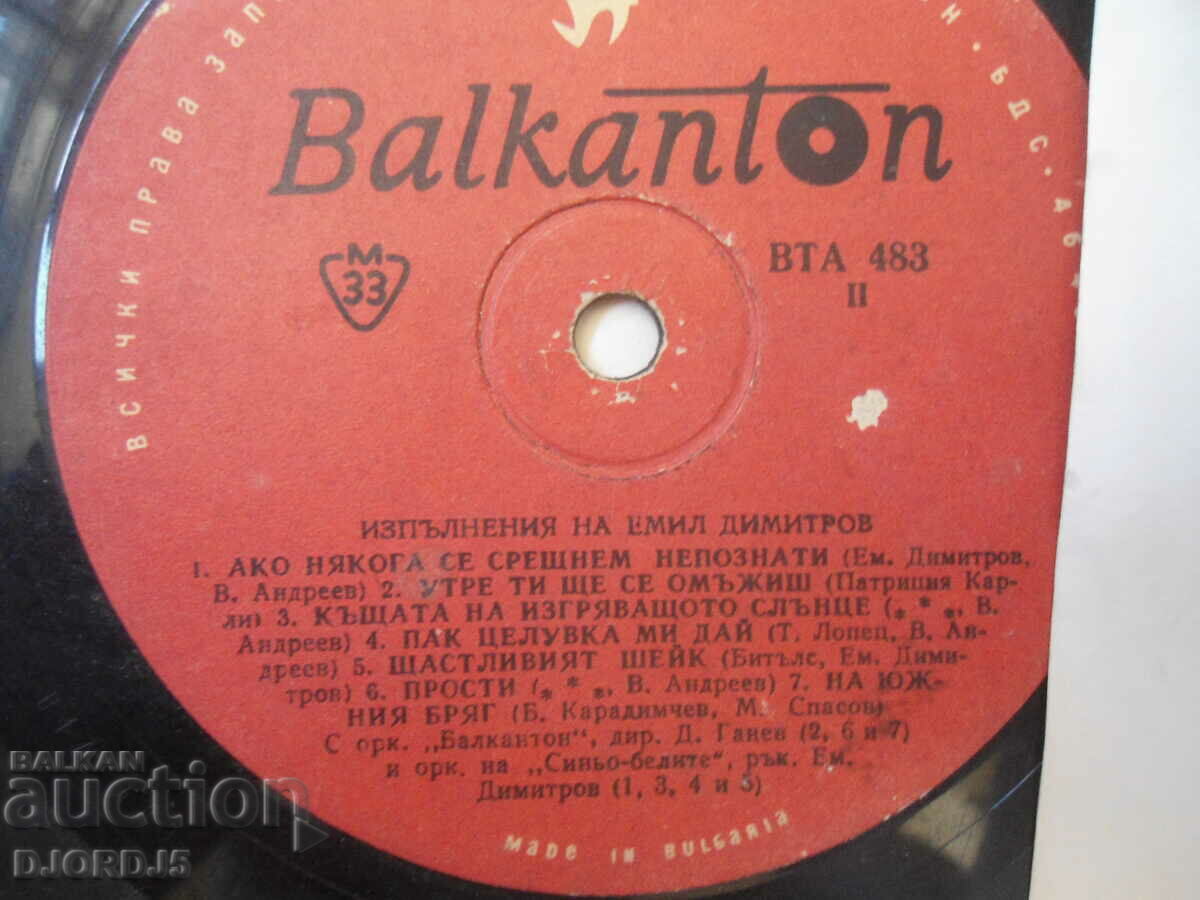 ВСИЧКИ ПРАВА
БДС
Balkanton
M
33
ВТА 483
II
ИЗПЪЛНЕНИЯ НА ЕМИЛ ДИМИТРОВ
1. АКО НЯКОГА СЕ СРЕШНЕМ НЕПОЗНАТИ (Ем. Димитров,
В. Андреев) 2. УТРЕ ТИ ЩЕ СЕ ОМЪЖИШ (Патриция Кар-
ли) 3. КЪЩАТА НА ИЗГРЯВАЩОТО СЛЪНЦЕ (* * *, В.
Андреев) 4. ПАК ЦЕЛУВКА МИ ДАЙ (Т. Лопец, В. Ан-
дреев) 5. ЩАСТЛИВИЯТ ШЕЙК (Битълс, Ем. Дими-
тров) 6. ПРОСТИ (* * *, В. Андреев) 7. НА ЮЖ-
НИЯ БРЯГ (Б. Карадимчев, М. Спасов)
С орк. „Балкантон“, дир. Д. Ганев (2, 6 и 7)
и орк. на „Синьо-белите“, рък. Ем.
Димитров (1, 3, 4 и 5)
MADE IN BULGARIA
BALKAN
auction
DJORDJ5